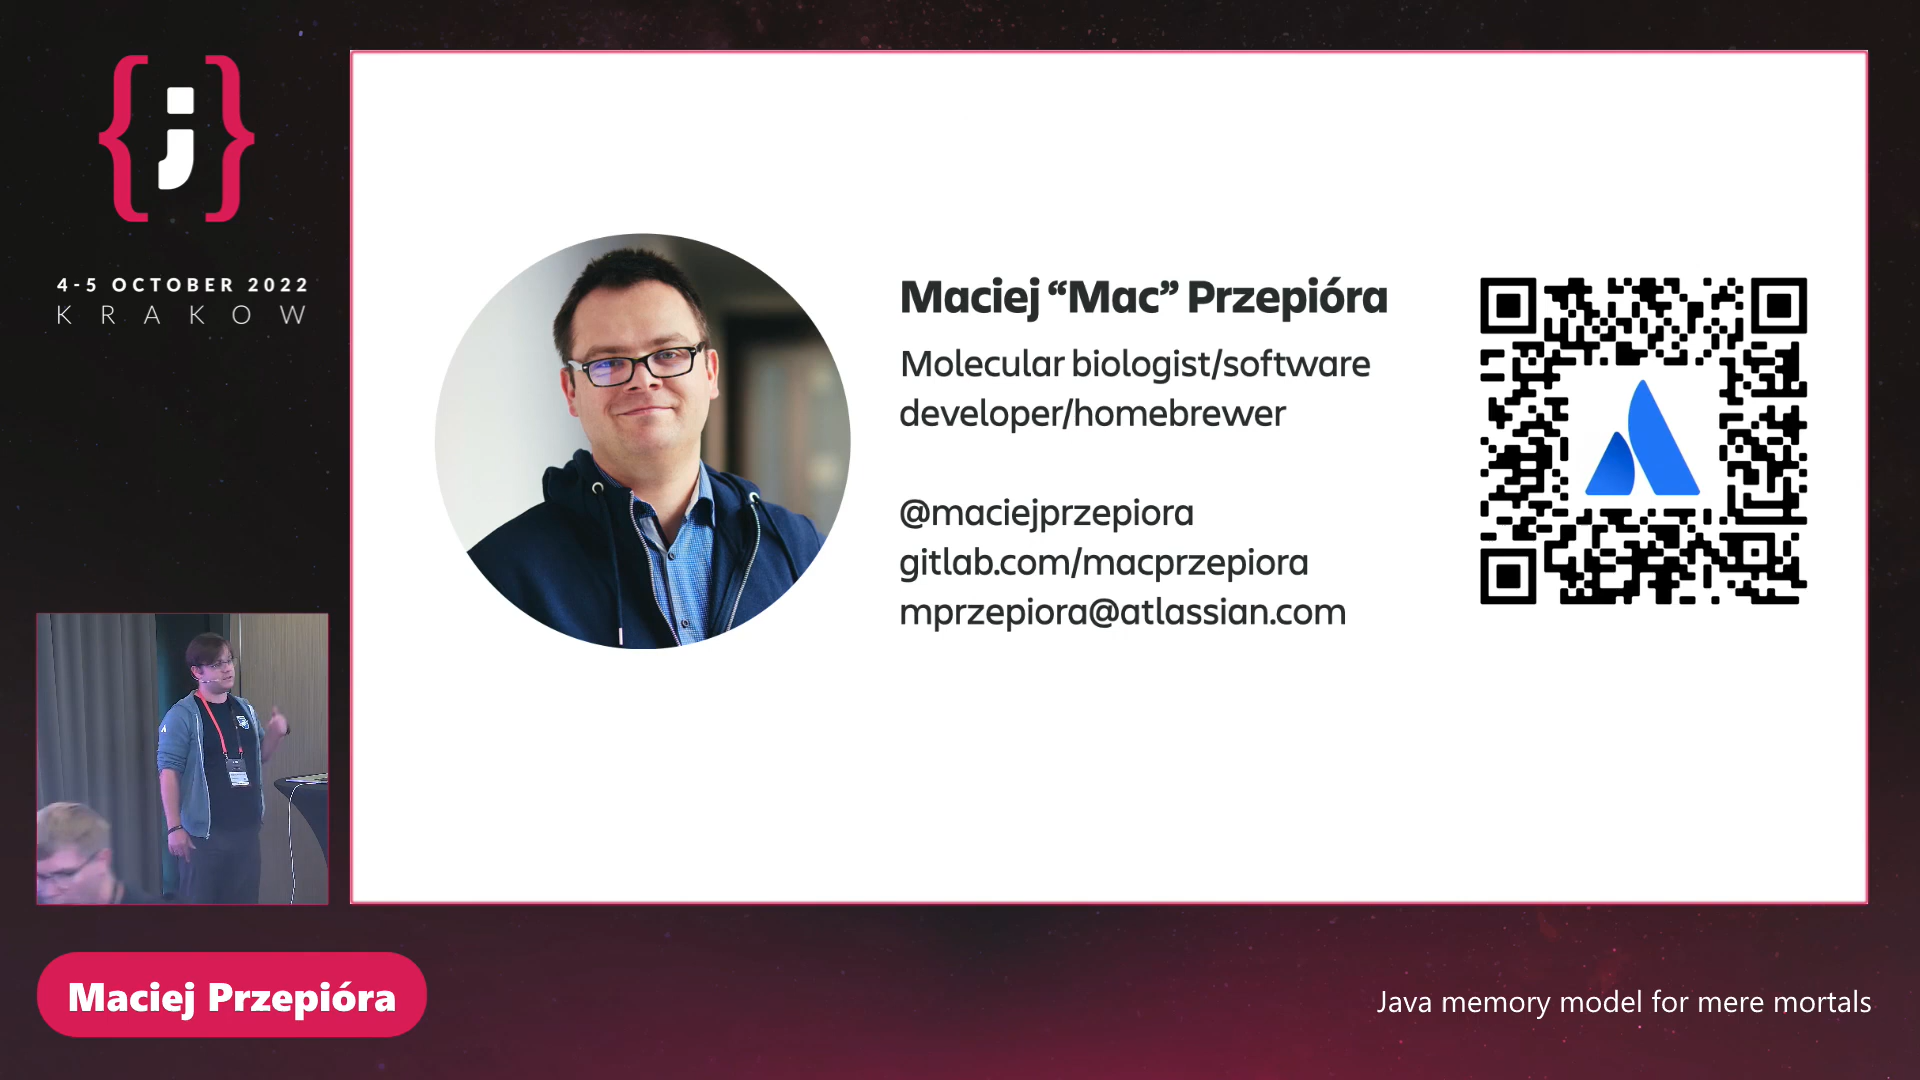 {;}
4-5 OCTOBER 2022
KRAKOW
Maciej “Mac” Przepióra
Molecular biologist/software
developer/homebrewer
@maciejprzepiora
gitlab.com/macprzepiora
mprzepiora@atlassian.com
Maciej Przepióra
Java memory model for mere mortals